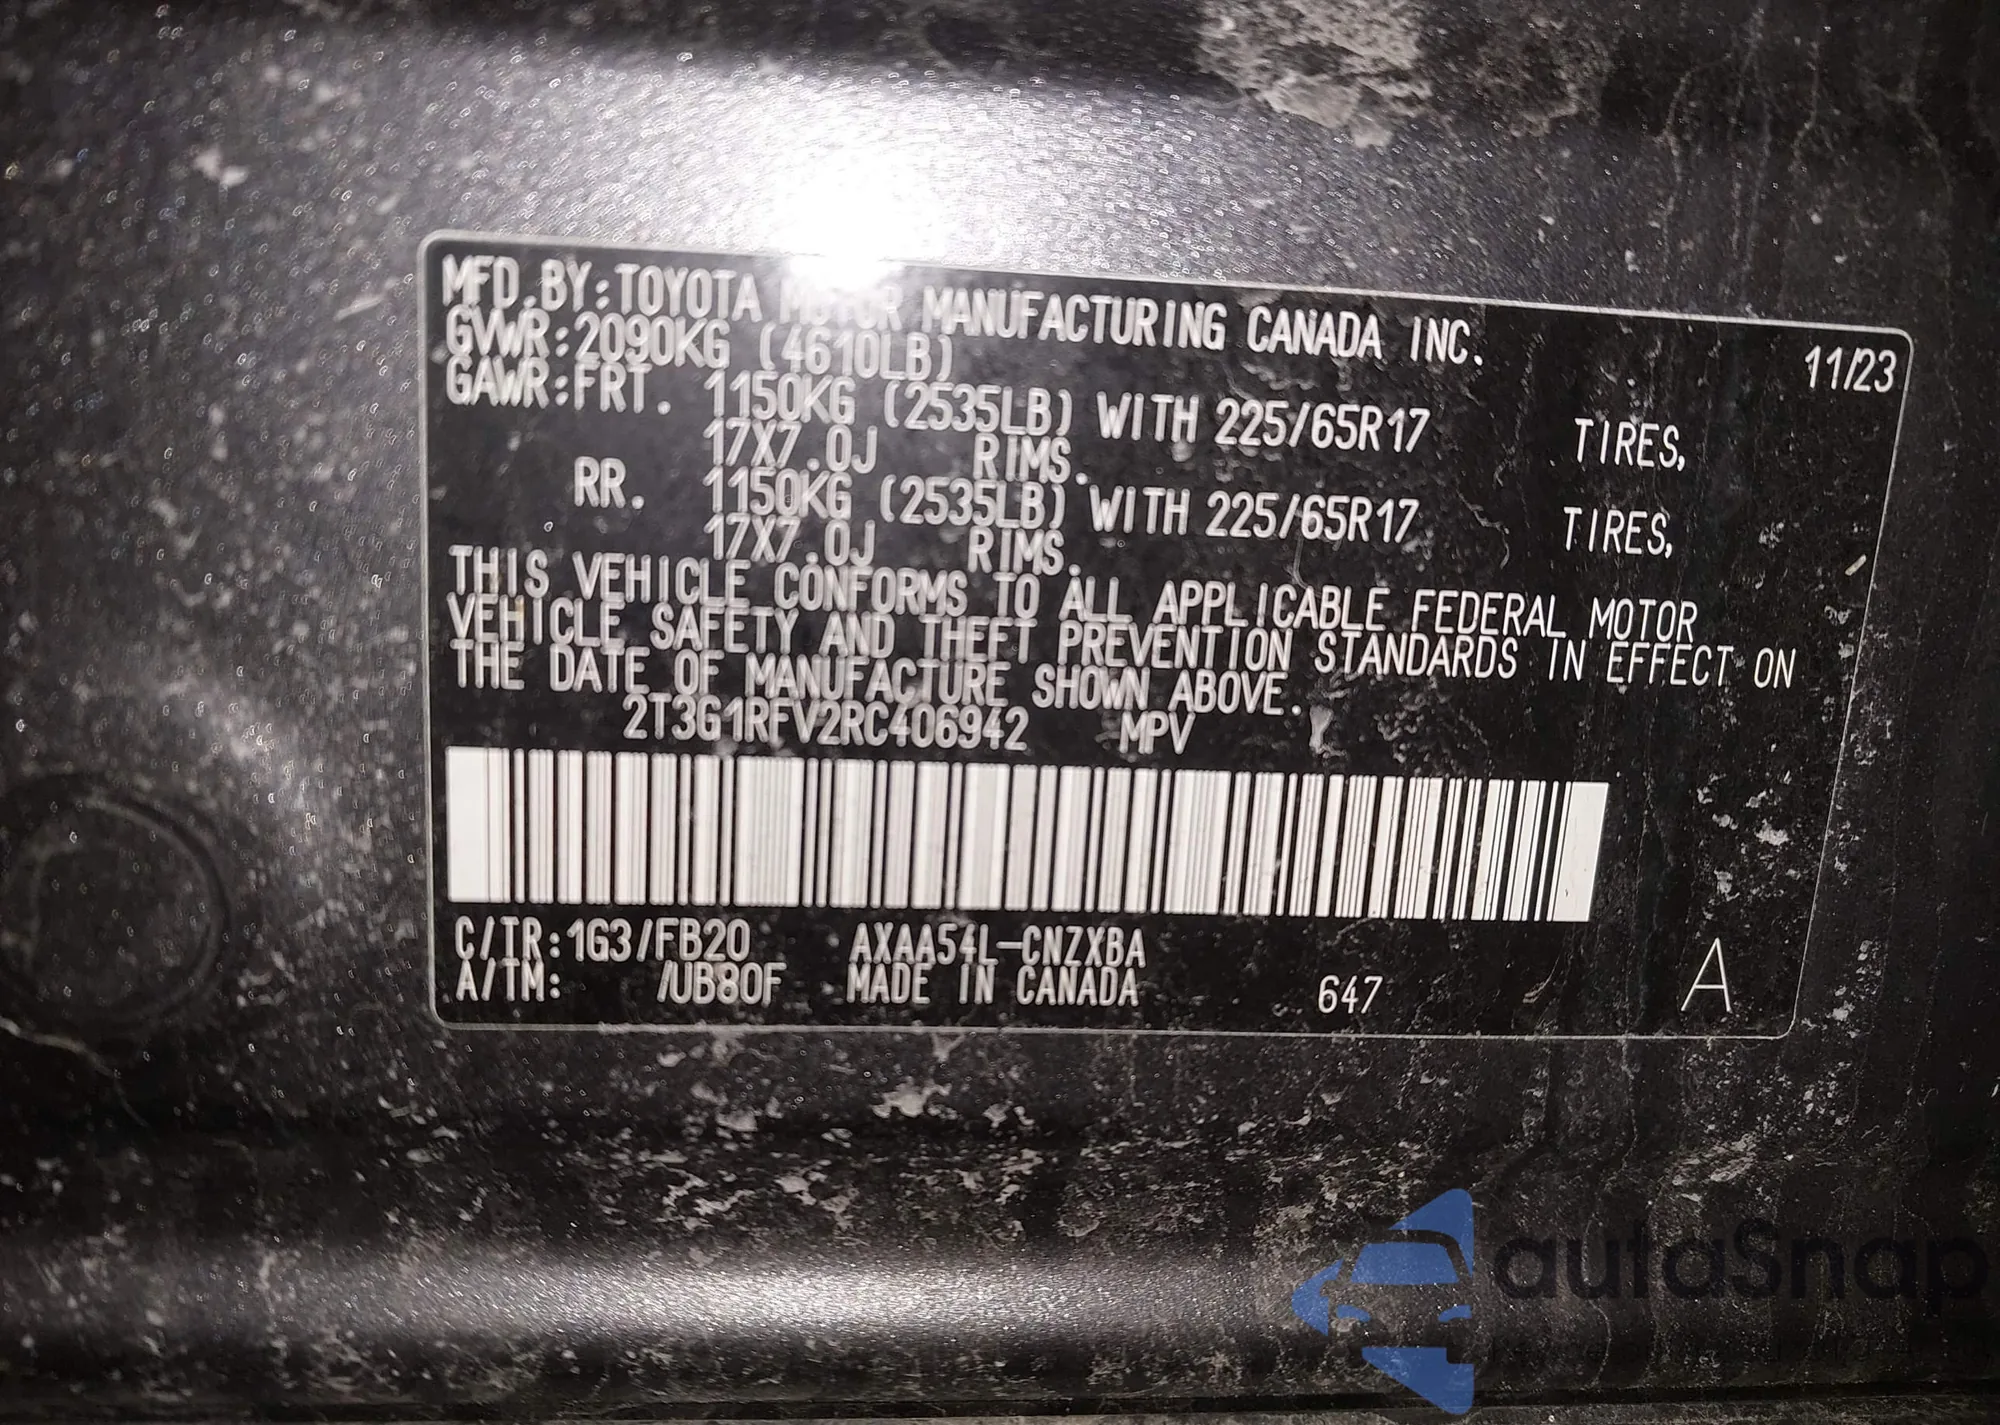 MFD.BY:TOYOTA MOTOR MANUFACTURING CANADA INC.
11/23
GVWR:2090KG (4610LB)
GAWR:FRT. 1150KG (2535LB) WITH 225/65R17 TIRES,
17X7.0J RIMS.
RR. 1150KG (2535LB) WITH 225/65R17 TIRES,
17X7.0J RIMS.
THIS VEHICLE CONFORMS TO ALL APPLICABLE FEDERAL MOTOR
VEHICLE SAFETY AND THEFT PREVENTION STANDARDS IN EFFECT ON
THE DATE OF MANUFACTURE SHOWN ABOVE.
2T3G1RFV2RC406942 MPV
C/TR:1G3/FB20 AXAA54L-CNZXBA
A/TM: /UB80F MADE IN CANADA 647 A
autoSnap